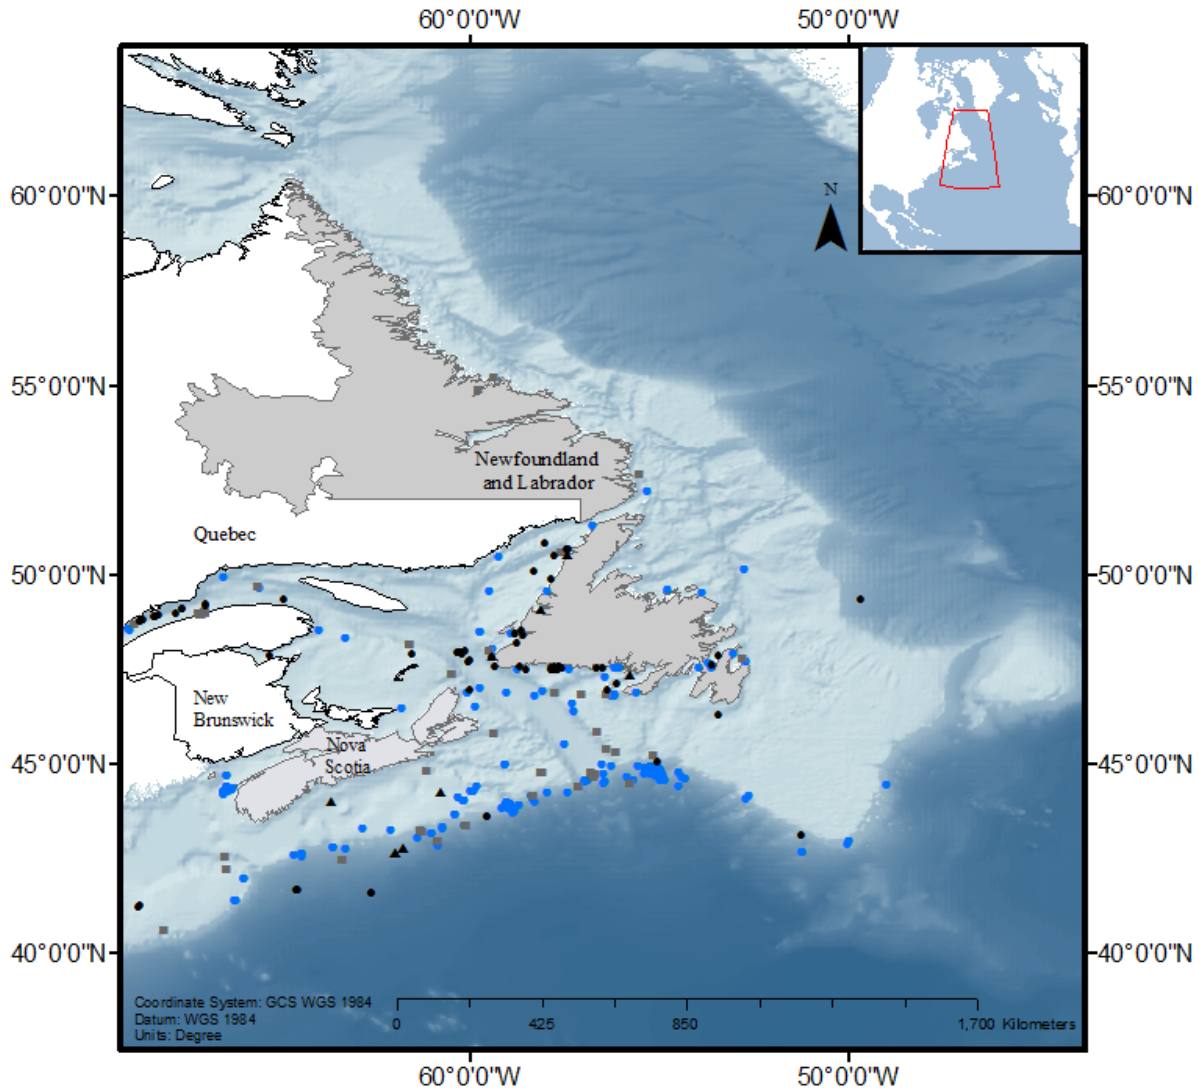 60°0'0"W 50°0'0"W
N
60°0'0"N 60°0'0"N
55°0'0"N 55°0'0"N
Newfoundland
and Labrador
Quebec
50°0'0"N 50°0'0"N
New
Brunswick
Nova
Scotia
45°0'0"N 45°0'0"N
40°0'0"N 40°0'0"N
Coordinate System: GCS WGS 1984
Datum: WGS 1984
Units: Degree
0 425 850 1,700 Kilometers
60°0'0"W 50°0'0"W